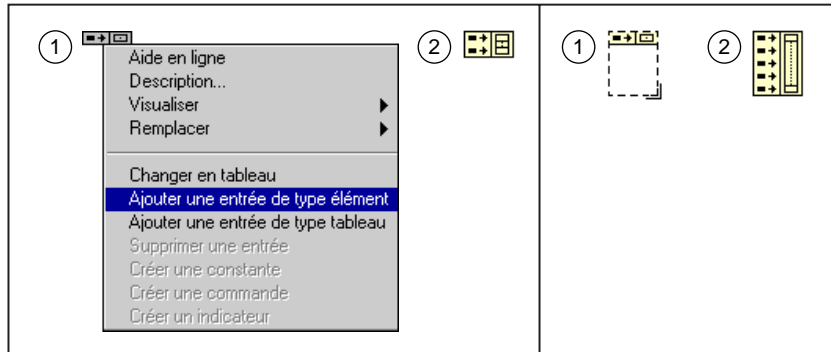 1
Aide en ligne
Description...
Visualiser
Remplacer
Changer en tableau
Ajouter une entrée de type élément
Ajouter une entrée de type tableau
Supprimer une entrée
Créer une constante
Créer une commande
Créer un indicateur
2
1
2